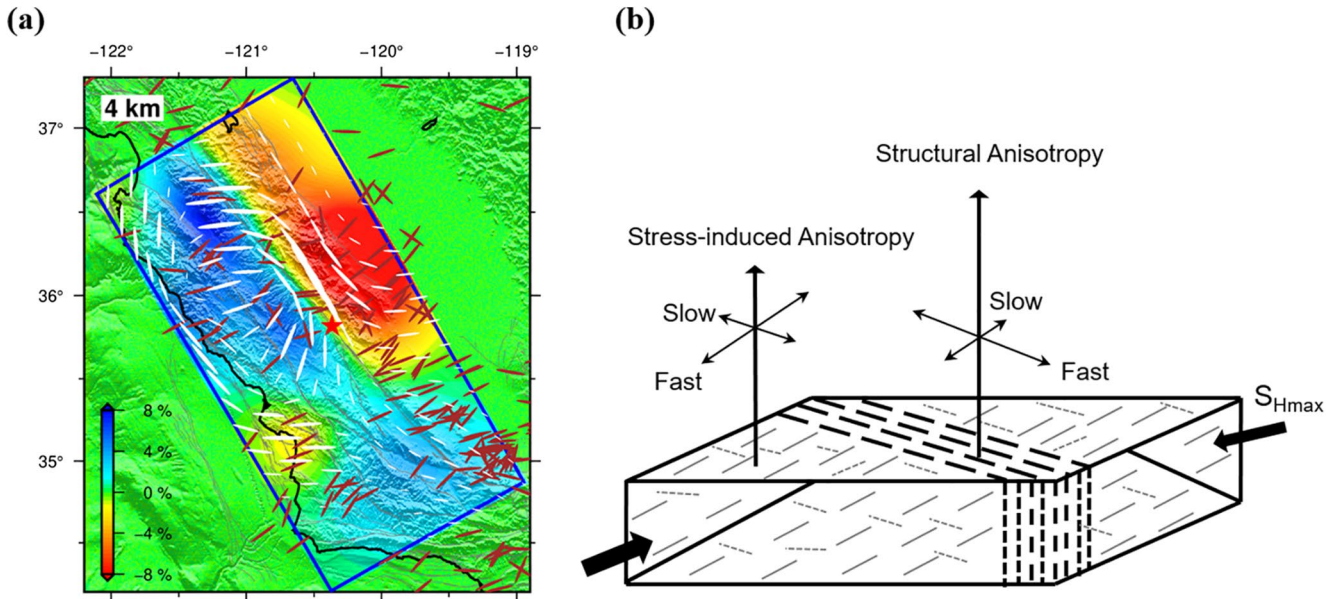 (a)
(b)
−122°
−121°
−120°
−119°
4 km
37°
36°
35°
8 %
4 %
0 %
−4 %
−8 %
Structural Anisotropy
Stress-induced Anisotropy
Slow
Slow
Fast
Fast
SHmax